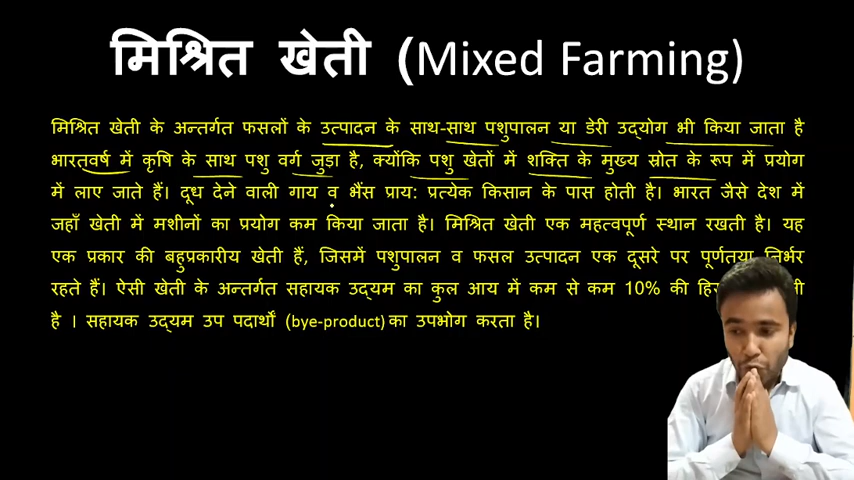 मिश्रित खेती (Mixed Farming)
मिश्रित खेती के अन्तर्गत फसलों के उत्पादन के साथ-साथ पशुपालन या डेरी उद्योग भी किया जाता है
भारतवर्ष में कृषि के साथ पशु वर्ग जुड़ा है, क्योंकि पशु खेतों में शक्ति के मुख्य स्रोत के रूप में प्रयोग
में लाए जाते हैं। दूध देने वाली गाय व भैंस प्राय: प्रत्येक किसान के पास होती है। भारत जैसे देश में
जहाँ खेती में मशीनों का प्रयोग कम किया जाता है। मिश्रित खेती एक महत्वपूर्ण स्थान रखती है। यह
एक प्रकार की बहुप्रकारीय खेती हैं, जिसमें पशुपालन व फसल उत्पादन एक दूसरे पर पूर्णतया निर्भर
रहते हैं। ऐसी खेती के अन्तर्गत सहायक उद्यम का कुल आय में कम से कम 10% की
है । सहायक उद्यम उप पदार्थों (bye-product) का उपभोग करता है।